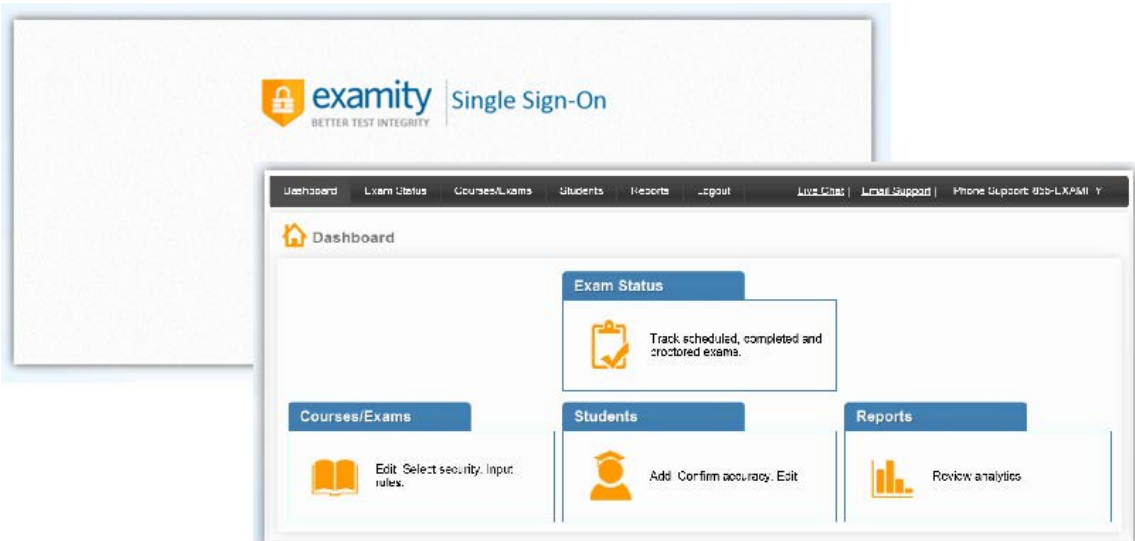 examity
BETTER TEST INTEGRITY
Single Sign-On
Dashboard Exam Status Courses/Exams Students Reports Logout Live Chat | Email Support | Phone Support: 855-EXAMITY
Dashboard
Exam Status
Track scheduled, completed and
proctored exams.
Courses/Exams
Edit. Select security. Input
rules.
Students
Add. Confirm accuracy. Edit
Reports
Review analytics